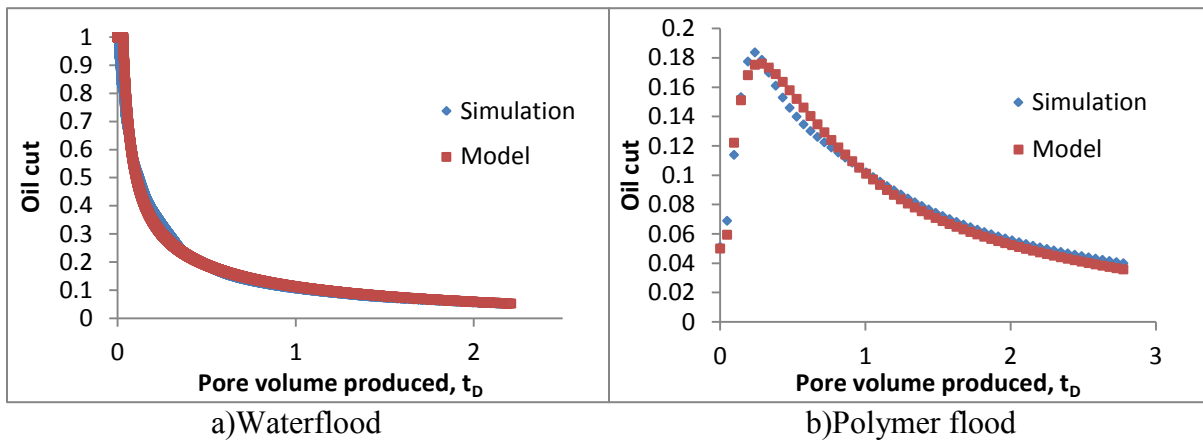 1
0.9
0.8
0.7
0.6
0.5
0.4
0.3
0.2
0.1
0
Oil cut
0 1 2
Pore volume produced, tD
Simulation
Model
a)Waterflood
0.2
0.18
0.16
0.14
0.12
0.1
0.08
0.06
0.04
0.02
0
Oil cut
0 1 2 3
Pore volume produced, tD
Simulation
Model
b)Polymer flood